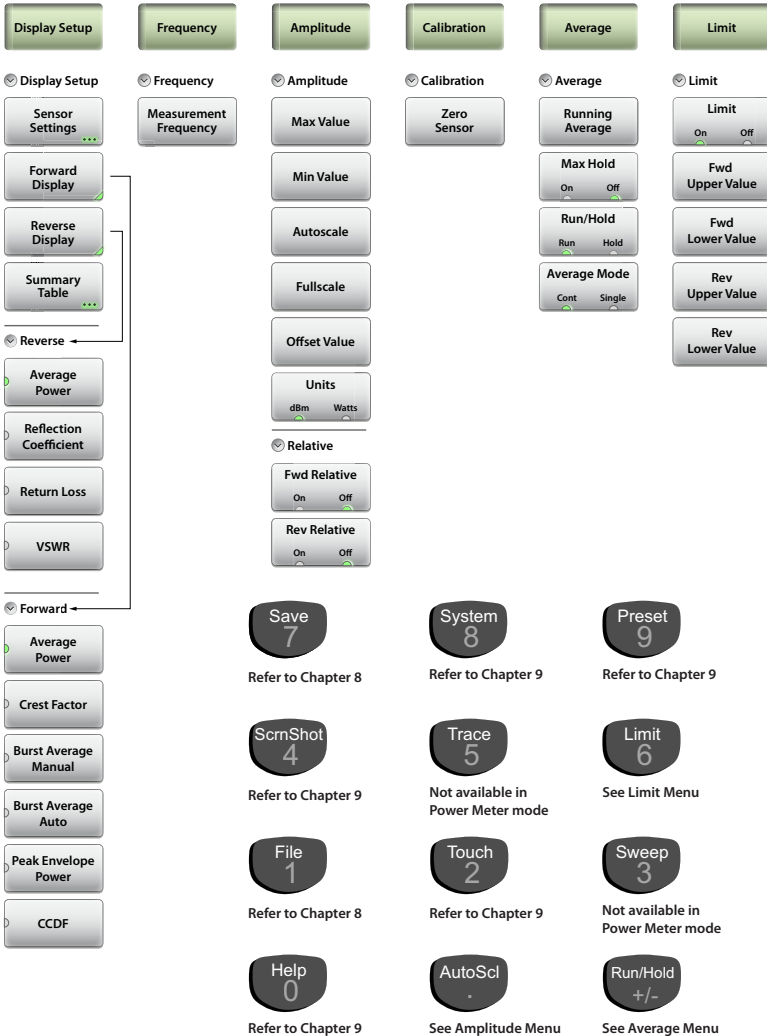 Display Setup
Frequency
Amplitude
Calibration
Average
Limit
Display Setup
Sensor
Settings
Forward
Display
Reverse
Display
Summary
Table
Reverse
Average
Power
Reflection
Coefficient
Return Loss
VSWR
Forward
Average
Power
Crest Factor
Burst Average
Manual
Burst Average
Auto
Peak Envelope
Power
CCDF
Frequency
Measurement
Frequency
Amplitude
Max Value
Min Value
Autoscale
Fullscale
Offset Value
Units
dBm Watts
Relative
Fwd Relative
On Off
Rev Relative
On Off
Calibration
Zero
Sensor
Average
Running
Average
Max Hold
On Off
Run/Hold
Run Hold
Average Mode
Cont Single
Limit
Limit
On Off
Fwd
Upper Value
Fwd
Lower Value
Rev
Upper Value
Rev
Lower Value
Save
7
Refer to Chapter 8
System
8
Refer to Chapter 9
Preset
9
Refer to Chapter 9
ScrnShot
4
Refer to Chapter 9
Trace
5
Not available in
Power Meter mode
Limit
6
See Limit Menu
File
1
Refer to Chapter 8
Touch
2
Refer to Chapter 9
Sweep
3
Not available in
Power Meter mode
Help
0
Refer to Chapter 9
AutoScl
.
See Amplitude Menu
Run/Hold
+/-
See Average Menu